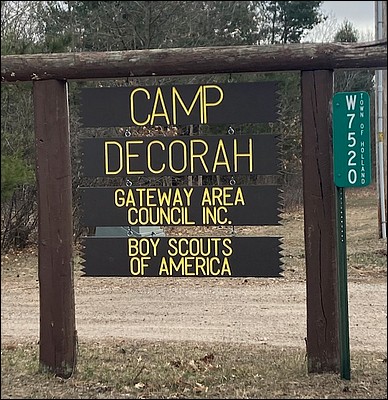 CAMP
DECORAH
GATEWAY AREA
COUNCIL INC.
BOY SCOUTS
OF AMERICA
W7520
TOWN OF HOLLAND